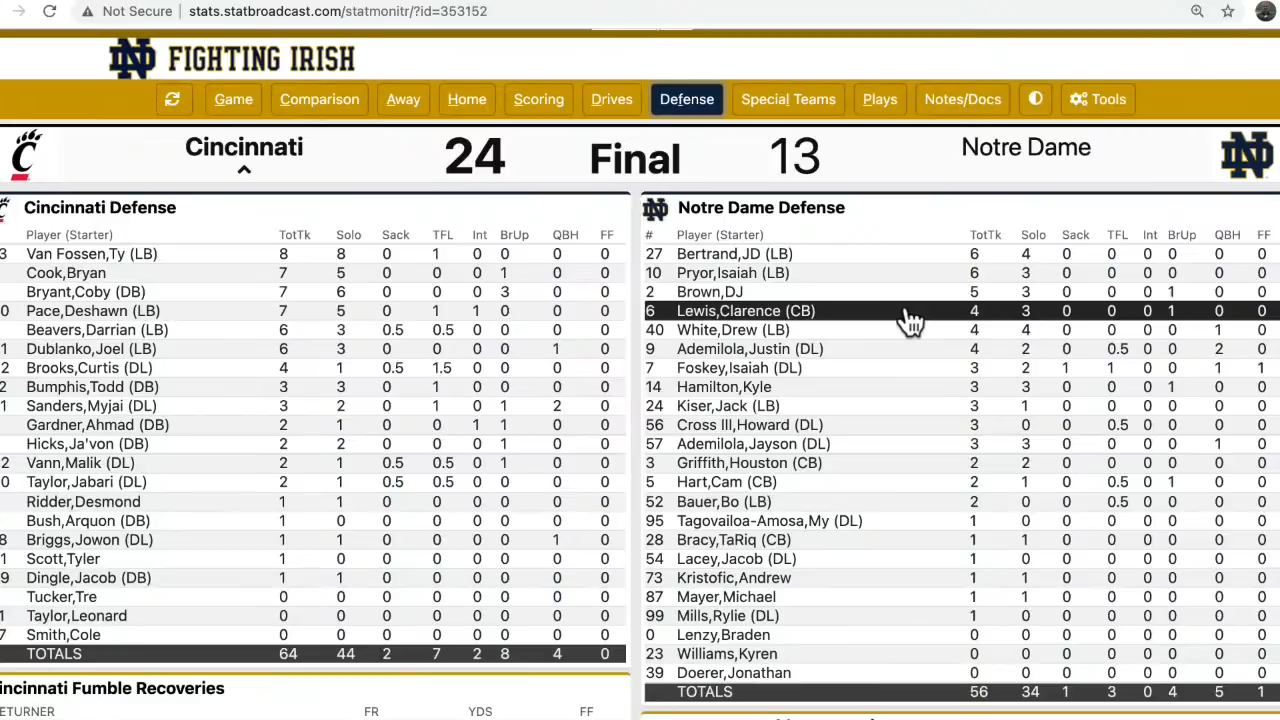 Not Secure | stats.statbroadcast.com/statmonitr/?id=353152
ND FIGHTING IRISH
Game Comparison Away Home Scoring Drives Defense Special Teams Plays Notes/Docs Tools
C Cincinnati 24 Final 13 Notre Dame ND
Cincinnati Defense
Player (Starter) TotTk Solo Sack TFL Int BrUp QBH FF
3 Van Fossen,Ty (LB) 8 8 0 1 0 0 0 0
Cook,Bryan 7 5 0 0 0 1 0 0
Bryant,Coby (DB) 7 6 0 0 0 3 0 0
0 Pace,Deshawn (LB) 7 5 0 1 1 0 0 0
Beavers,Darrian (LB) 6 3 0.5 0.5 0 0 0 0
1 Dublanko,Joel (LB) 6 3 0 0 0 0 1 0
2 Brooks,Curtis (DL) 4 1 0.5 1.5 0 0 0 0
2 Bumphis,Todd (DB) 3 3 0 1 0 0 0 0
1 Sanders,Myjai (DL) 3 2 0 1 0 1 2 0
Gardner,Ahmad (DB) 2 1 0 0 1 1 0 0
Hicks,Ja'von (DB) 2 2 0 0 0 1 0 0
2 Vann,Malik (DL) 2 1 0.5 0.5 0 1 0 0
0 Taylor,Jabari (DL) 2 1 0.5 0.5 0 0 0 0
Ridder,Desmond 1 1 0 0 0 0 0 0
Bush,Arquon (DB) 1 0 0 0 0 0 0 0
8 Briggs,Jowon (DL) 1 1 0 0 0 0 1 0
1 Scott,Tyler 1 0 0 0 0 0 0 0
9 Dingle,Jacob (DB) 1 1 0 0 0 0 0 0
Tucker,Tre 0 0 0 0 0 0 0 0
1 Taylor,Leonard 0 0 0 0 0 0 0 0
7 Smith,Cole 0 0 0 0 0 0 0 0
TOTALS 64 44 2 7 2 8 4 0
incinnati Fumble Recoveries
ETURNER FR YDS FF
ND Notre Dame Defense
# Player (Starter) TotTk Solo Sack TFL Int BrUp QBH FF
27 Bertrand,JD (LB) 6 4 0 0 0 0 0 0
10 Pryor,Isaiah (LB) 6 3 0 0 0 0 0 0
2 Brown,DJ 5 3 0 0 0 1 0 0
6 Lewis,Clarence (CB) 4 3 0 0 0 1 0 0
40 White,Drew (LB) 4 4 0 0 0 0 1 0
9 Ademilola,Justin (DL) 4 2 0 0.5 0 0 2 0
7 Foskey,Isaiah (DL) 3 2 1 1 0 0 1 1
14 Hamilton,Kyle 3 3 0 0 0 1 0 0
24 Kiser,Jack (LB) 3 1 0 0 0 0 0 0
56 Cross III,Howard (DL) 3 0 0 0.5 0 0 0 0
57 Ademilola,Jayson (DL) 3 3 0 0 0 0 1 0
3 Griffith,Houston (CB) 2 2 0 0 0 0 0 0
5 Hart,Cam (CB) 2 1 0 0.5 0 1 0 0
52 Bauer,Bo (LB) 2 0 0 0.5 0 0 0 0
95 Tagovailoa-Amosa,My (DL) 1 0 0 0 0 0 0 0
28 Bracy,TaRiq (CB) 1 1 0 0 0 0 0 0
54 Lacey,Jacob (DL) 1 0 0 0 0 0 0 0
73 Kristofic,Andrew 1 1 0 0 0 0 0 0
87 Mayer,Michael 1 1 0 0 0 0 0 0
99 Mills,Rylie (DL) 1 0 0 0 0 0 0 0
0 Lenzy,Braden 0 0 0 0 0 0 0 0
23 Williams,Kyren 0 0 0 0 0 0 0 0
39 Doerer,Jonathan 0 0 0 0 0 0 0 0
TOTALS 56 34 1 3 0 4 5 1